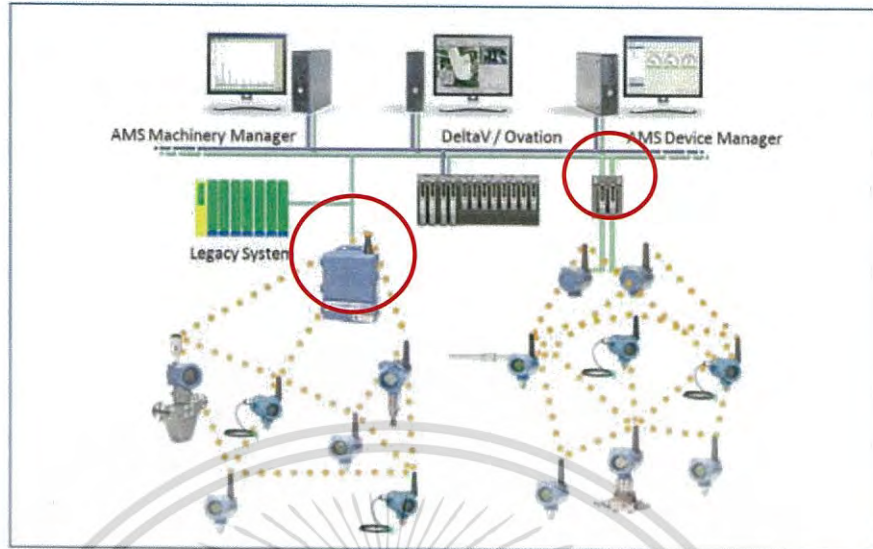 AMS Machinery Manager
DeltaV / Ovation
AMS Device Manager
Legacy System